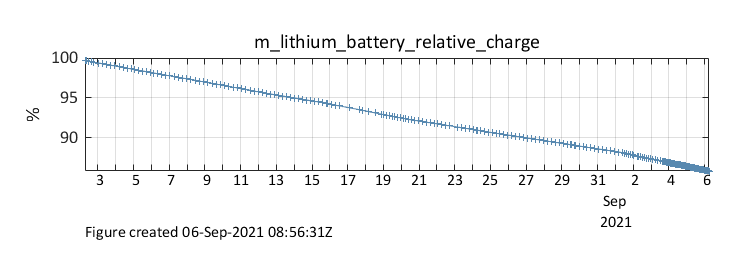 m_lithium_battery_relative_charge
100
95
90
%
3 5 7 9 11 13 15 17 19 21 23 25 27 29 31 2 4 6
Sep
2021
Figure created 06-Sep-2021 08:56:31Z